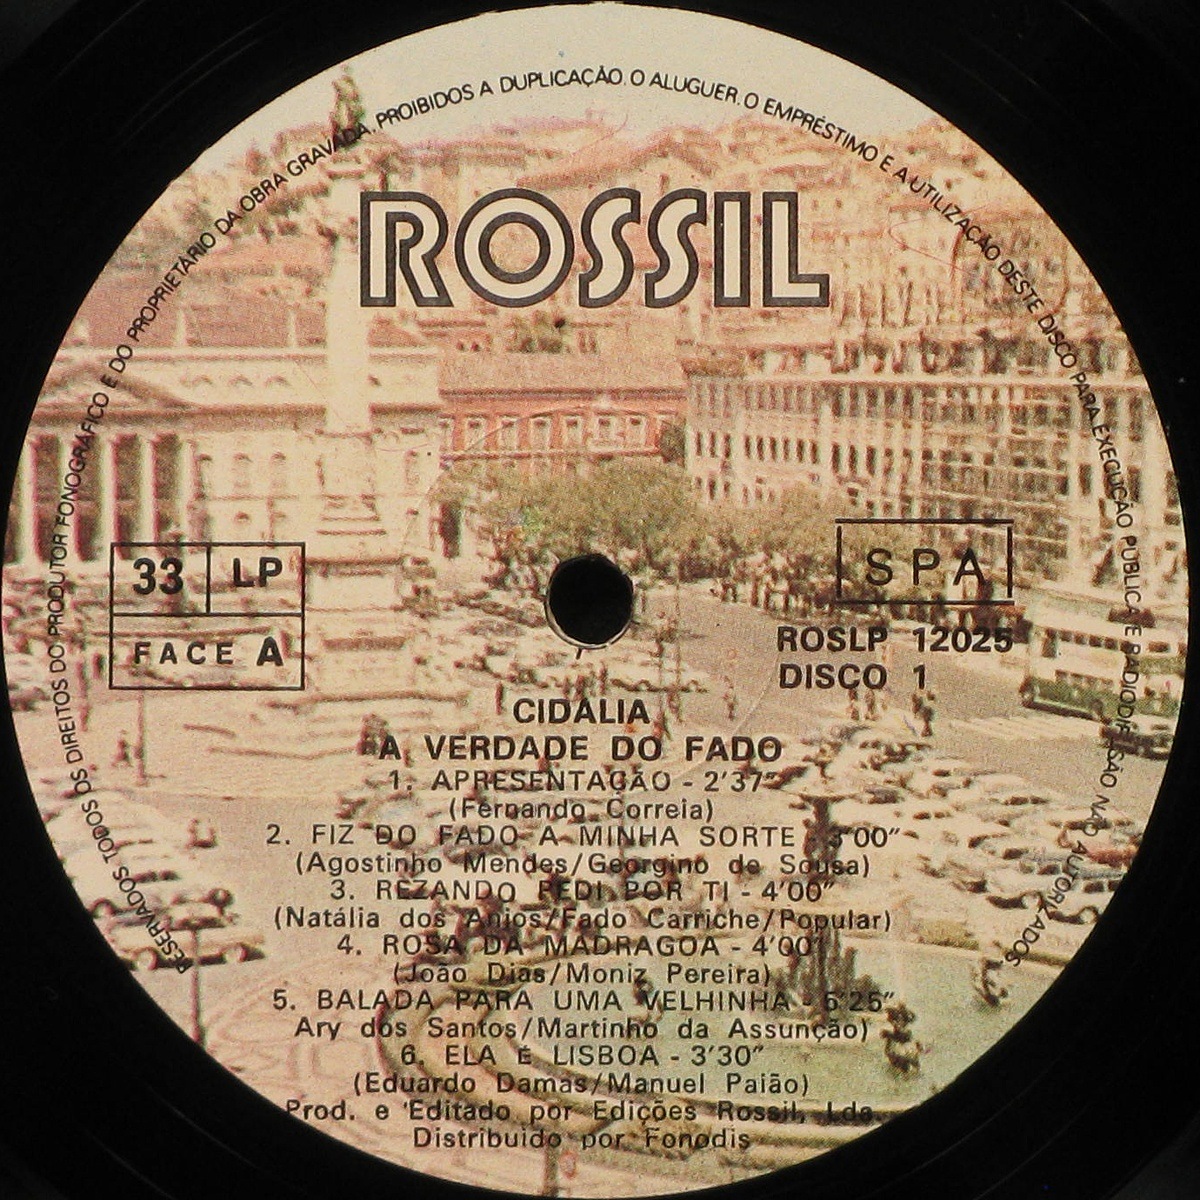 RESERVADOS TODOS OS DIREITOS DO PRODUTOR FONOGRÁFICO E DO PROPRIETÁRIO DA OBRA GRAVADA. PROIBIDOS A DUPLICAÇÃO. O ALUGUER. O EMPRÉSTIMO E A UTILIZAÇÃO DESTE DISCO PARA EXECUÇÃO PÚBLICA E RADIODIFUSÃO NÃO AUTORIZADOS
ROSSIL
33 LP
FACE A
SPA
ROSLP 12025
DISCO 1
CIDÁLIA
A VERDADE DO FADO
1. APRESENTAÇÃO - 2'37"
(Fernando Correia)
2. FIZ DO FADO A MINHA SORTE - 3'00"
(Agostinho Mendes/Georgino de Sousa)
3. REZANDO PEDI POR TI - 4'00"
(Natália dos Anjos/Fado Carriche/Popular)
4. ROSA DA MADRAGOA - 4'00"
(João Dias/Moniz Pereira)
5. BALADA PARA UMA VELHINHA - 5'25"
Ary dos Santos/Martinho da Assunção)
6. ELA É LISBOA - 3'30"
(Eduardo Damas/Manuel Paião)
Prod. e Editado por Edições Rossil, Lda.
Distribuido por Fonodis